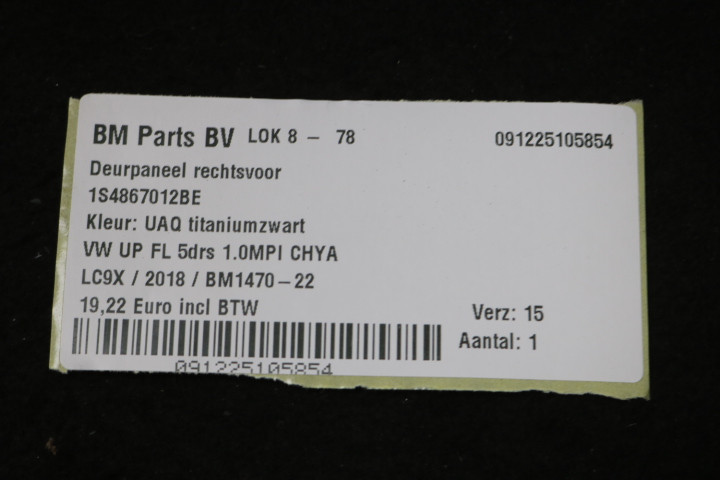 BM Parts BV LOK 8 - 78 091225105854
Deurpaneel rechtsvoor
1S4867012BE
Kleur: UAQ titaniumzwart
VW UP FL 5drs 1.0MPI CHYA
LC9X / 2018 / BM1470-22
19,22 Euro incl BTW Verz: 15
Aantal: 1
091225105854